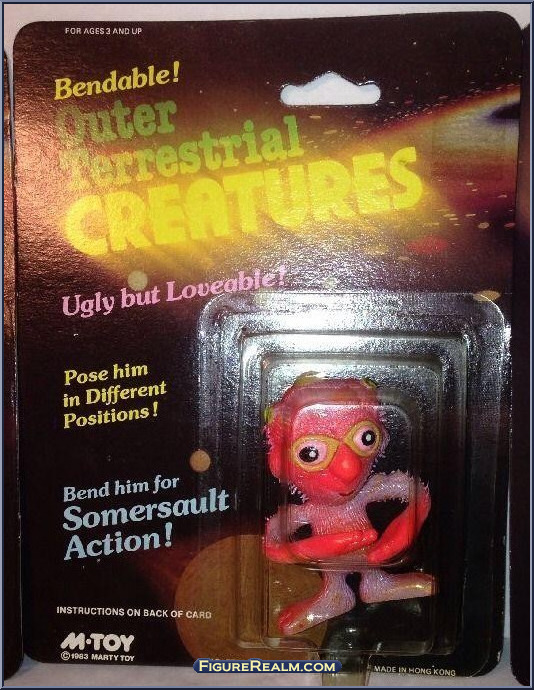 FOR AGES 3 AND UP
Bendable!
Outer
Terrestrial
CREATURES
Ugly but Loveable!
Pose him
in Different
Positions!
Bend him for
Somersault
Action!
INSTRUCTIONS ON BACK OF CARD
M•TOY
©1983 MARTY TOY
FIGUREREALM.COM
MADE IN HONG KONG